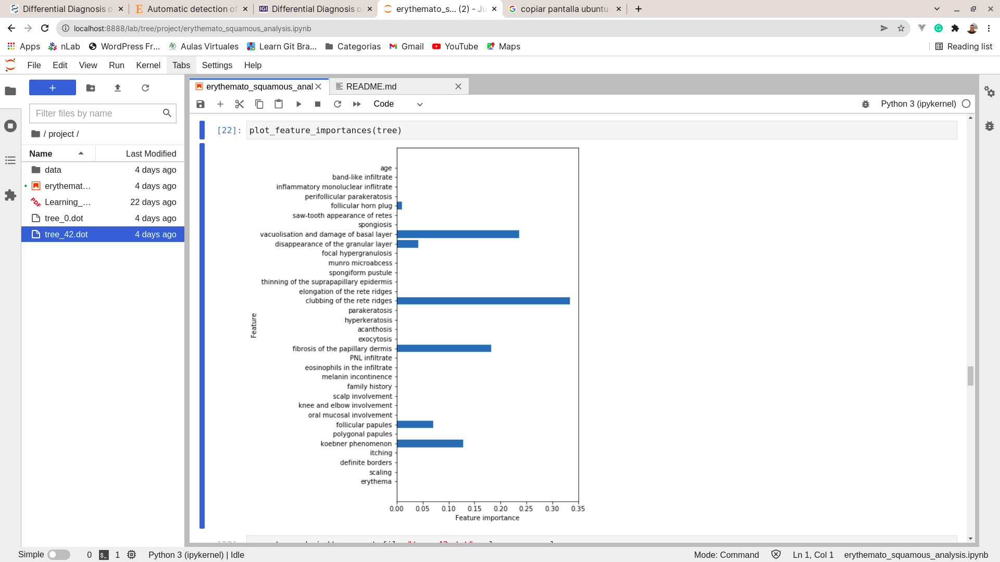 Differential Diagnosis o
Automatic detection of
Differential Diagnosis o
erythemato_s... (2) - Ju
copiar pantalla ubuntu
localhost:8888/lab/tree/project/erythemato_squamous_analysis.ipynb
Apps
nLab
WordPress Fr...
Aulas Virtuales
Learn Git Bra...
Categorias
Gmail
YouTube
Maps
Reading list
File
Edit
View
Run
Kernel
Tabs
Settings
Help
erythemato_squamous_anal
README.md
Code
Python 3 (ipykernel)
Filter files by name
/ project /
Name
Last Modified
data 4 days ago
erythemat... 4 days ago
Learning_... 22 days ago
tree_0.dot 4 days ago
tree_42.dot 4 days ago
[22]: plot_feature_importances(tree)
age
band-like infiltrate
inflammatory monoluclear inflitrate
perifollicular parakeratosis
follicular horn plug
saw-tooth appearance of retes
spongiosis
vacuolisation and damage of basal layer
disappearance of the granular layer
focal hypergranulosis
munro microabcess
spongiform pustule
thinning of the suprapapillary epidermis
elongation of the rete ridges
clubbing of the rete ridges
parakeratosis
hyperkeratosis
acanthosis
exocytosis
fibrosis of the papillary dermis
PNL infiltrate
eosinophils in the infiltrate
melanin incontinence
family history
scalp involvement
knee and elbow involvement
oral mucosal involvement
follicular papules
polygonal papules
koebner phenomenon
itching
definite borders
scaling
erythema
Feature
0.00 0.05 0.10 0.15 0.20 0.25 0.30 0.35
Feature importance
Simple
0
1
Python 3 (ipykernel) | Idle
Mode: Command
Ln 1, Col 1
erythemato_squamous_analysis.ipynb